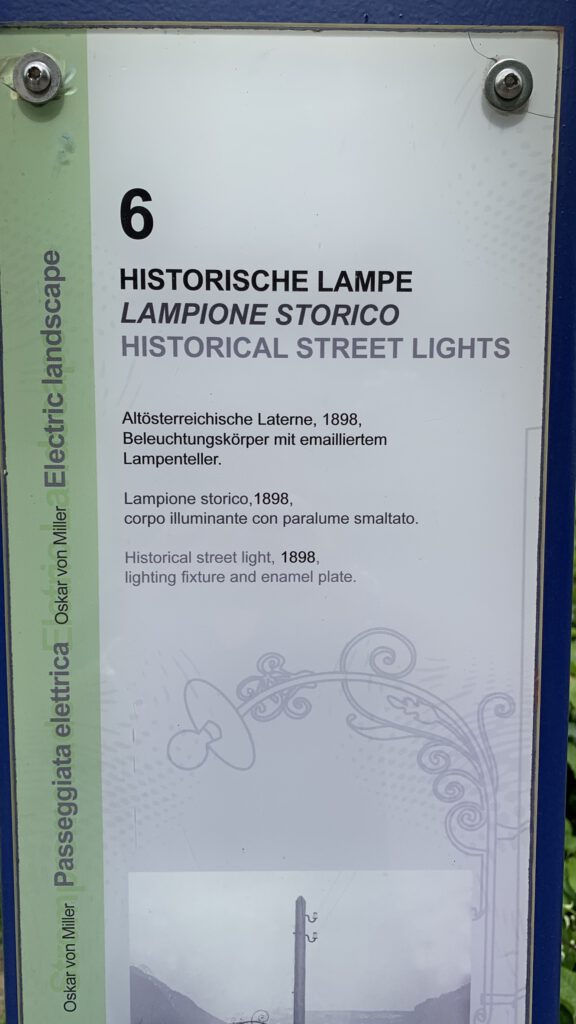 6
HISTORISCHE LAMPE
LAMPIONE STORICO
HISTORICAL STREET LIGHTS
Altösterreichische Laterne, 1898,
Beleuchtungskörper mit emailliertem
Lampenteller.
Lampione storico,1898,
corpo illuminante con paralume smaltato.
Historical street light, 1898,
lighting fixture and enamel plate.
Oskar von Miller Passeggiata elettrica Oskar von Miller Electric landscape